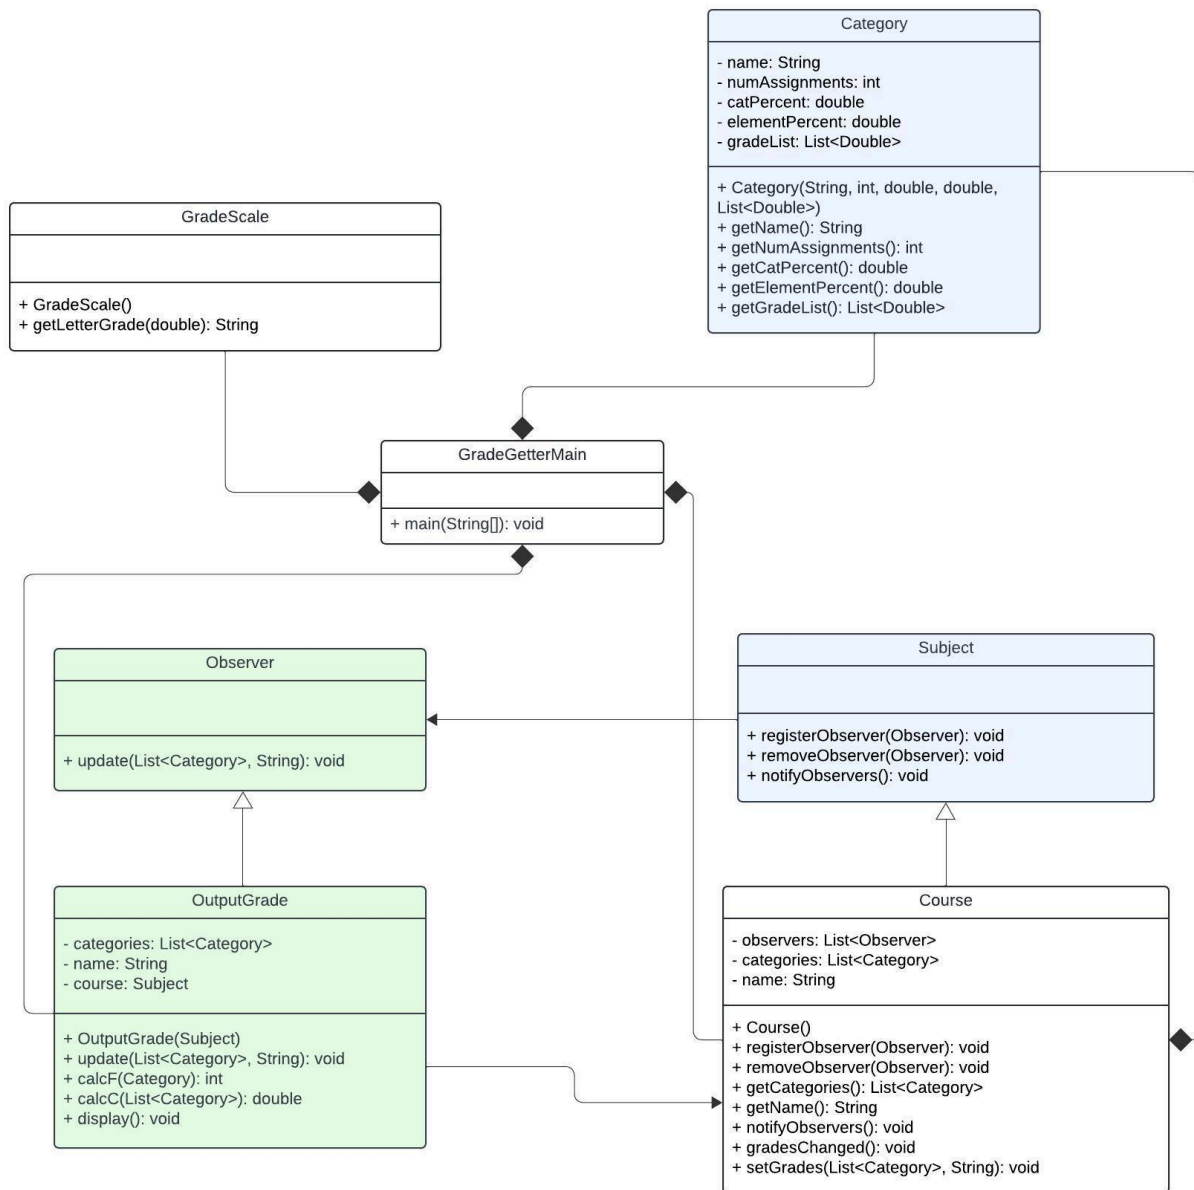 Category
- name: String
- numAssignments: int
- catPercent: double
- elementPercent: double
- gradeList: List<Double>
+ Category(String, int, double, double,
List<Double>)
+ getName(): String
+ getNumAssignments(): int
+ getCatPercent(): double
+ getElementPercent(): double
+ getGradeList(): List<Double>
GradeScale
+ GradeScale()
+ getLetterGrade(double): String
GradeGetterMain
+ main(String[]): void
Observer
+ update(List<Category>, String): void
Subject
+ registerObserver(Observer): void
+ removeObserver(Observer): void
+ notifyObservers(): void
OutputGrade
- categories: List<Category>
- name: String
- course: Subject
+ OutputGrade(Subject)
+ update(List<Category>, String): void
+ calcF(Category): int
+ calcC(List<Category>): double
+ display(): void
Course
- observers: List<Observer>
- categories: List<Category>
- name: String
+ Course()
+ registerObserver(Observer): void
+ removeObserver(Observer): void
+ getCategories(): List<Category>
+ getName(): String
+ notifyObservers(): void
+ gradesChanged(): void
+ setGrades(List<Category>, String): void